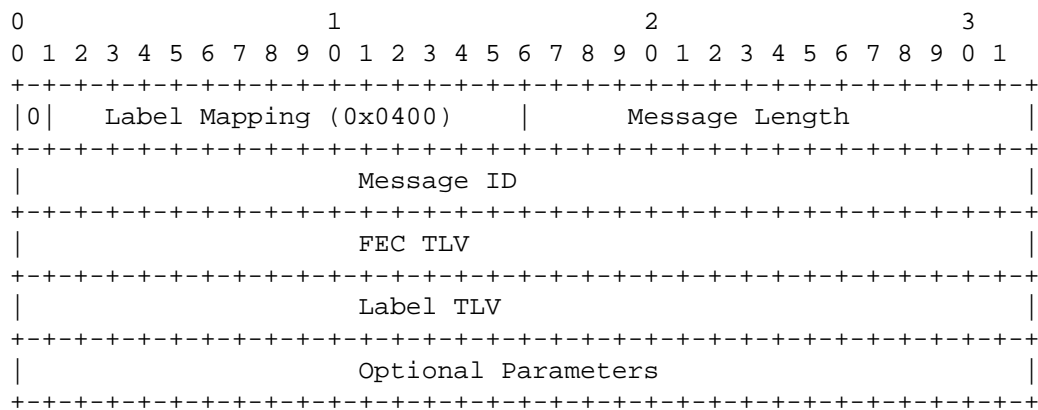 0                   1                   2                   3
0 1 2 3 4 5 6 7 8 9 0 1 2 3 4 5 6 7 8 9 0 1 2 3 4 5 6 7 8 9 0 1
+-+-+-+-+-+-+-+-+-+-+-+-+-+-+-+-+-+-+-+-+-+-+-+-+-+-+-+-+-+-+-+-+
|0|   Label Mapping (0x0400)    |      Message Length           |
+-+-+-+-+-+-+-+-+-+-+-+-+-+-+-+-+-+-+-+-+-+-+-+-+-+-+-+-+-+-+-+-+
|                     Message ID                                |
+-+-+-+-+-+-+-+-+-+-+-+-+-+-+-+-+-+-+-+-+-+-+-+-+-+-+-+-+-+-+-+-+
|                     FEC TLV                                   |
+-+-+-+-+-+-+-+-+-+-+-+-+-+-+-+-+-+-+-+-+-+-+-+-+-+-+-+-+-+-+-+-+
|                     Label TLV                                 |
+-+-+-+-+-+-+-+-+-+-+-+-+-+-+-+-+-+-+-+-+-+-+-+-+-+-+-+-+-+-+-+-+
|                     Optional Parameters                       |
+-+-+-+-+-+-+-+-+-+-+-+-+-+-+-+-+-+-+-+-+-+-+-+-+-+-+-+-+-+-+-+-+